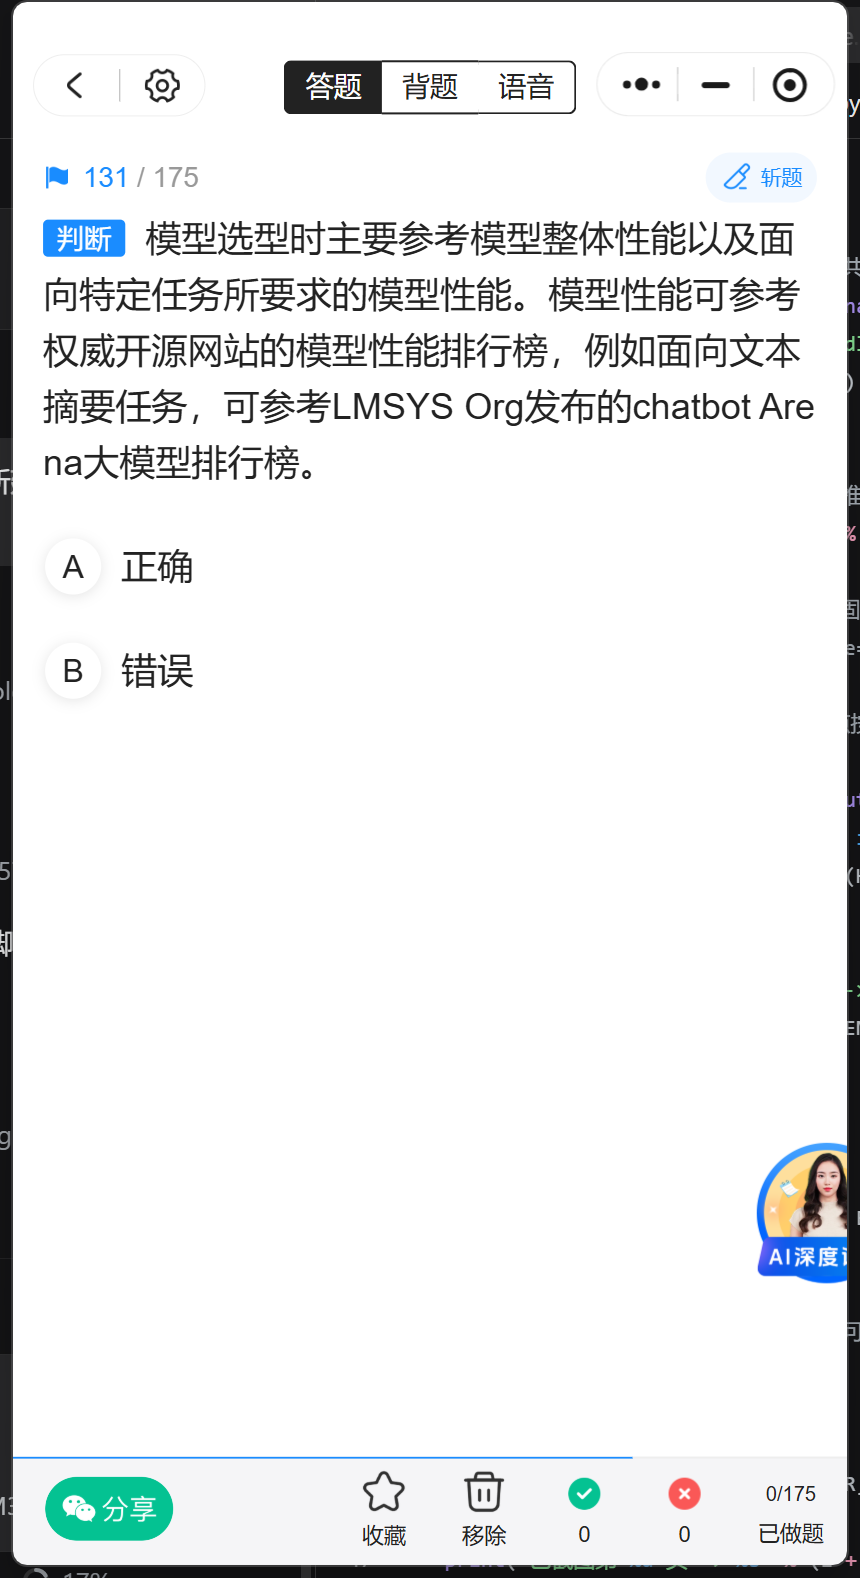 答题 背题 语音
131 / 175
斩题
判断 模型选型时主要参考模型整体性能以及面
向特定任务所要求的模型性能。模型性能可参考
权威开源网站的模型性能排行榜，例如面向文本
摘要任务，可参考LMSYS Org发布的chatbot Are
na大模型排行榜。
A 正确
B 错误
AI深度
分享
收藏
移除
0
0
0/175
已做题
17%